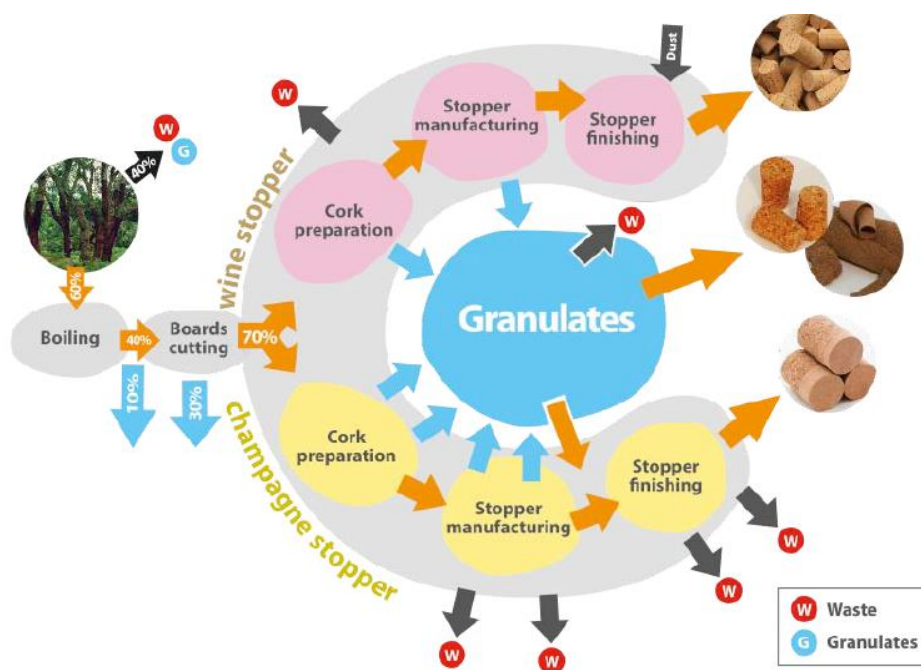 Dust
W
Stopper
manufacturing
Stopper
finishing
W
G
40%
wine stopper
Cork
preparation
W
60%
Granulates
Boiling
40%
Boards
cutting
70%
10%
30%
champagne stopper
Cork
preparation
Stopper
manufacturing
Stopper
finishing
W
W
W
W
W Waste
G Granulates